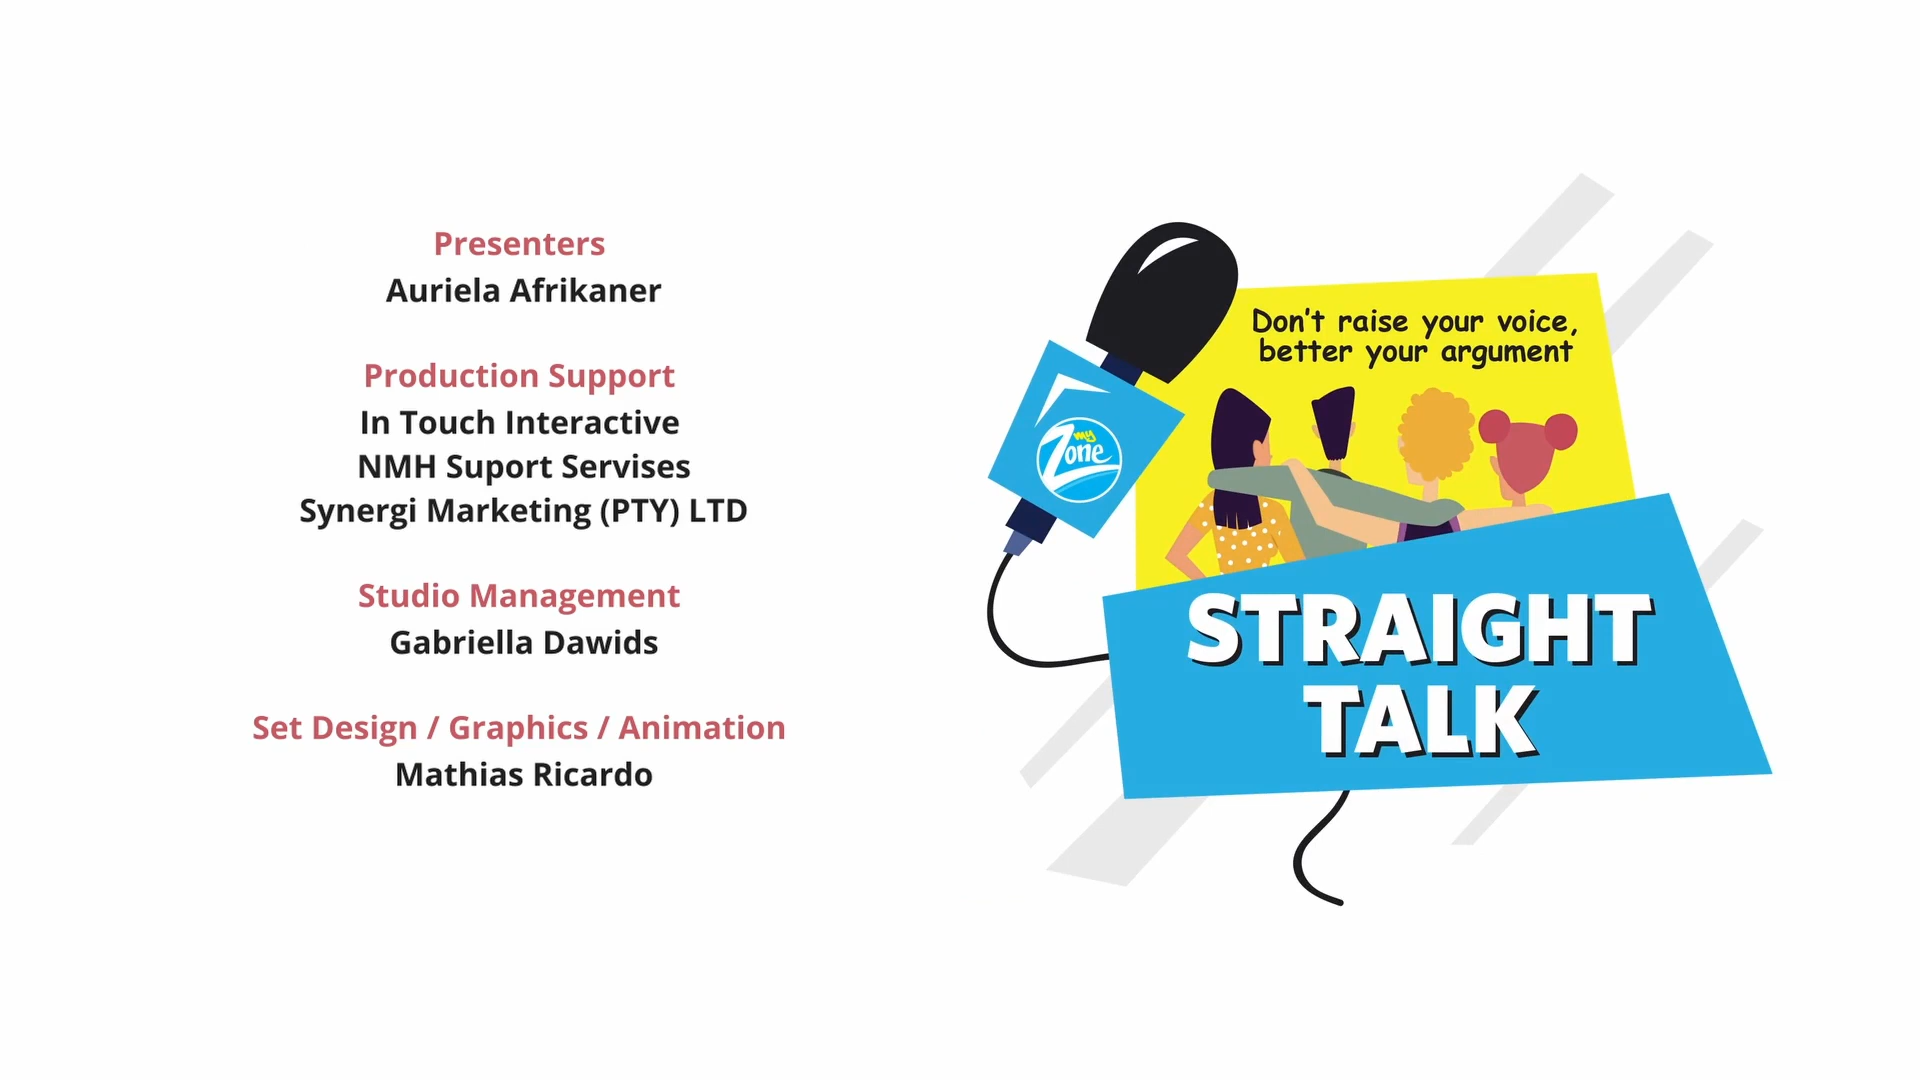 Presenters
Auriela Afrikaner
Production Support
In Touch Interactive
NMH Suport Servises
Synergi Marketing (PTY) LTD
Studio Management
Gabriella Dawids
Set Design / Graphics / Animation
Mathias Ricardo
Don't raise your voice,
better your argument
my
Zone
STRAIGHT
TALK